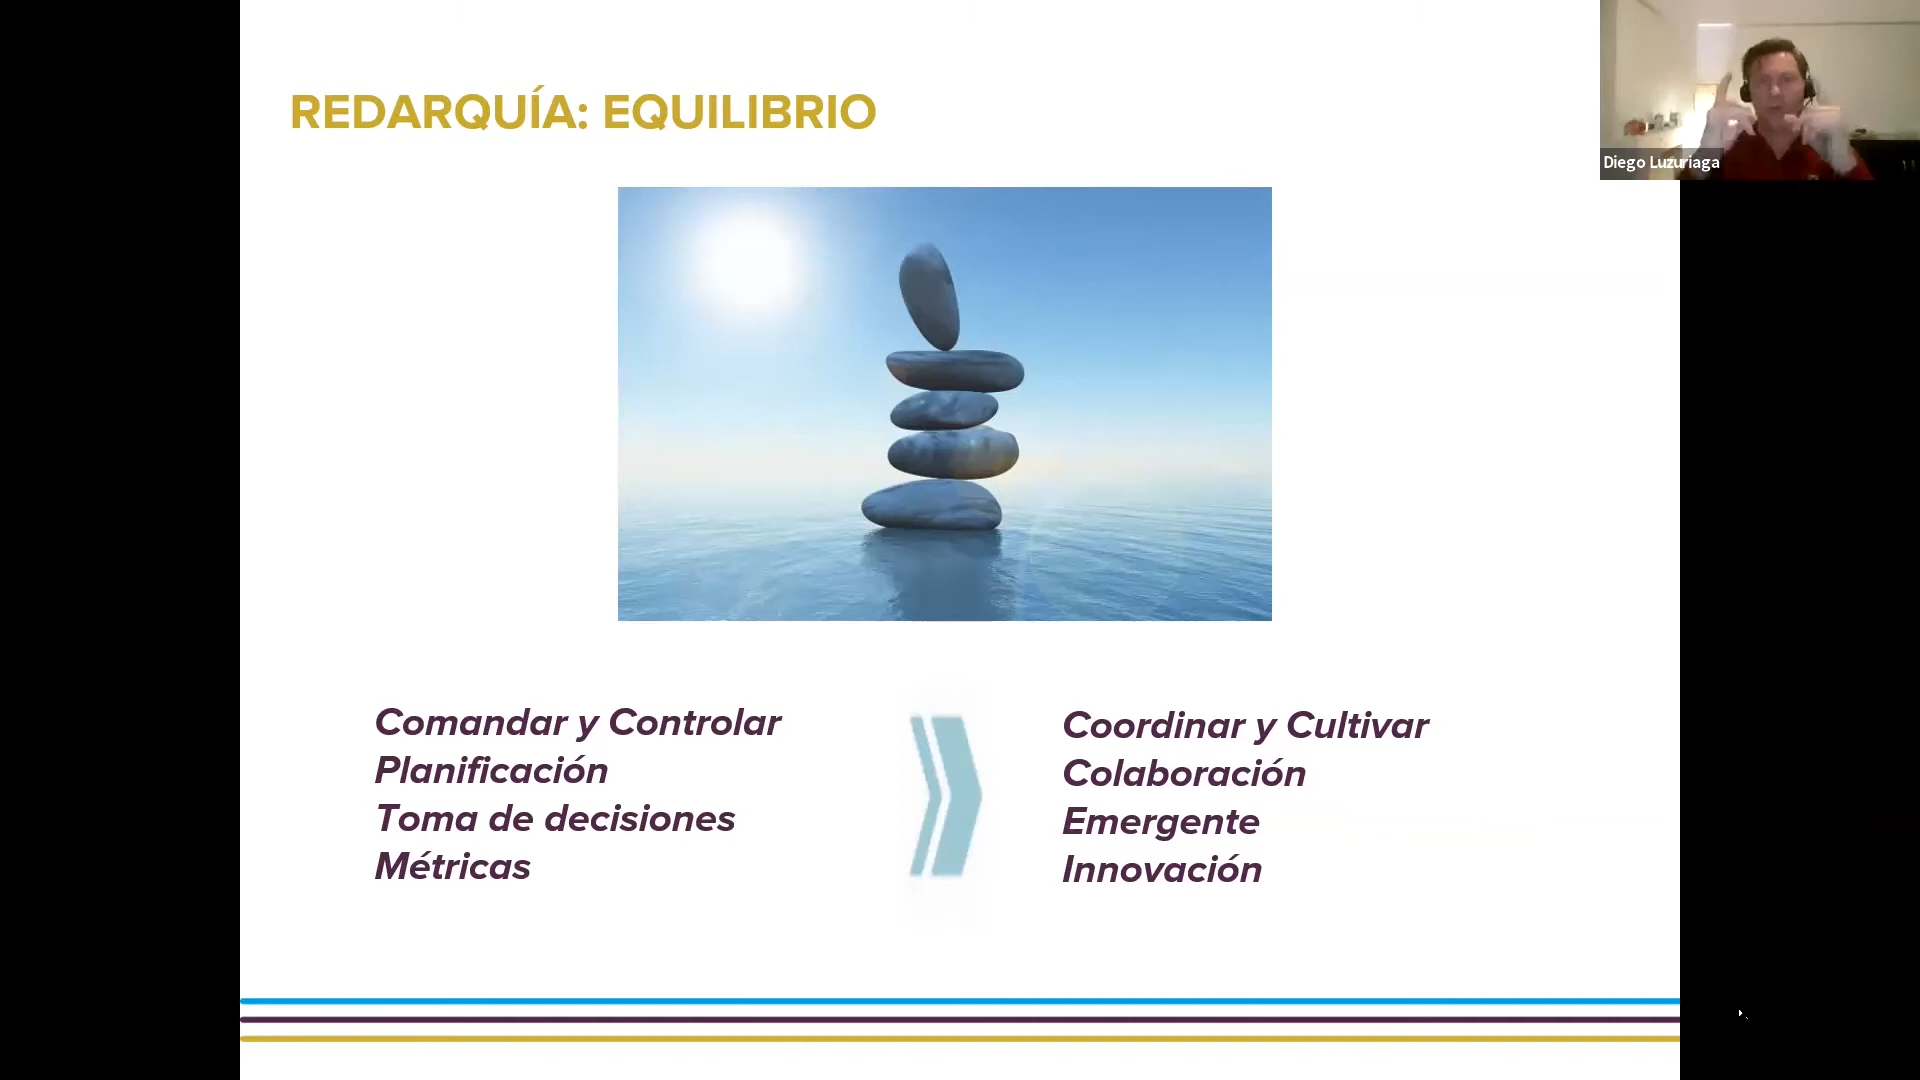 REDARQUÍA: EQUILIBRIO
Diego Luzuriaga
Comandar y Controlar
Planificación
Toma de decisiones
Métricas
Coordinar y Cultivar
Colaboración
Emergente
Innovación